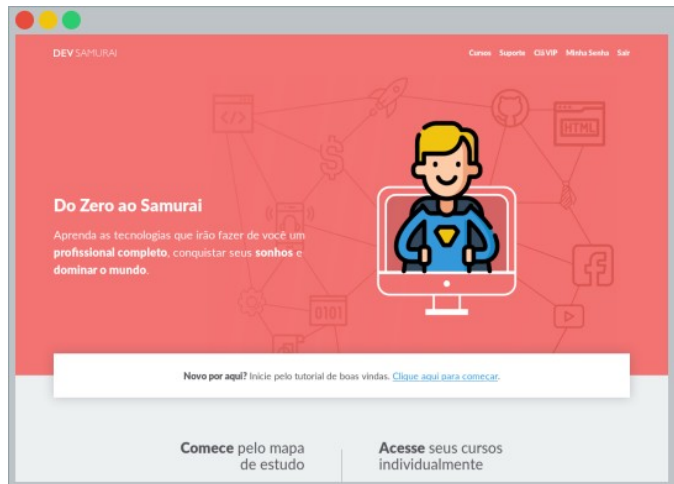 DEV SAMURAI
Cursos Suporte Clã VIP Minha Senha Sair
</>
HTML
Do Zero ao Samurai
Aprenda as tecnologias que irão fazer de você um
profissional completo, conquistar seus sonhos e
dominar o mundo.
0101
Novo por aqui? Inicie pelo tutorial de boas vindas. Clique aqui para começar.
Comece pelo mapa
de estudo
Acesse seus cursos
individualmente